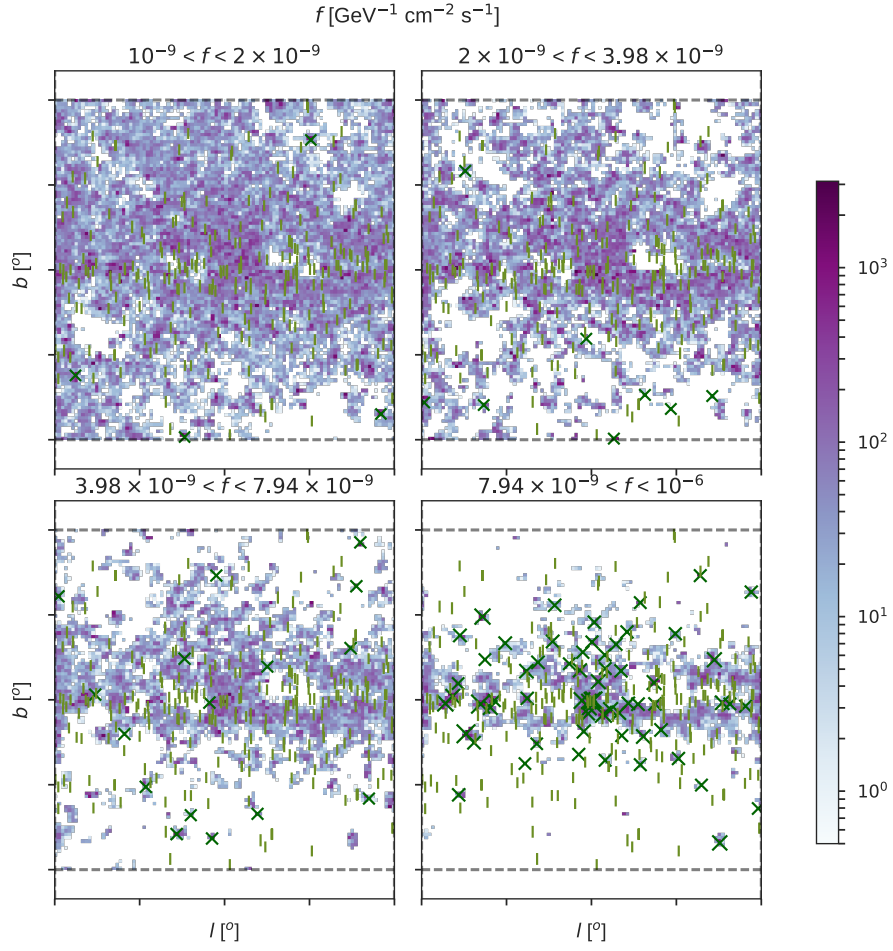 f [GeV⁻¹ cm⁻² s⁻¹]
10⁻⁹ < f < 2 × 10⁻⁹
2 × 10⁻⁹ < f < 3.98 × 10⁻⁹
b [°]
3.98 × 10⁻⁹ < f < 7.94 × 10⁻⁹
7.94 × 10⁻⁹ < f < 10⁻⁶
b [°]
l [°]
l [°]
10³
10²
10¹
10⁰